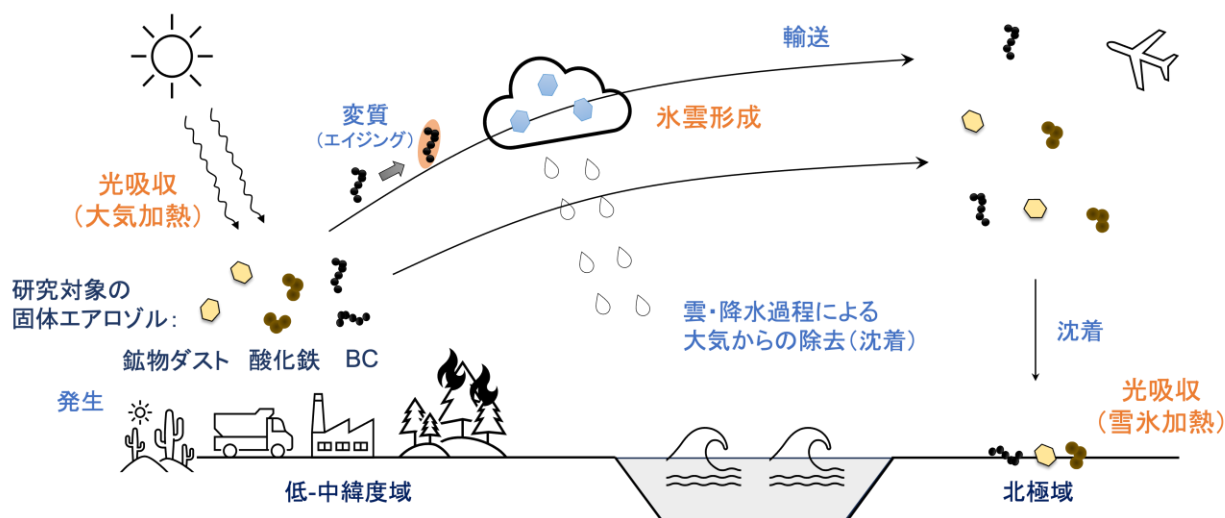 輸送
変質
(エイジング)
氷雲形成
光吸収
(大気加熱)
研究対象の
固体エアロゾル:
鉱物ダスト 酸化鉄 BC
雲・降水過程による
大気からの除去(沈着)
沈着
発生
光吸収
(雪氷加熱)
低-中緯度域
北極域